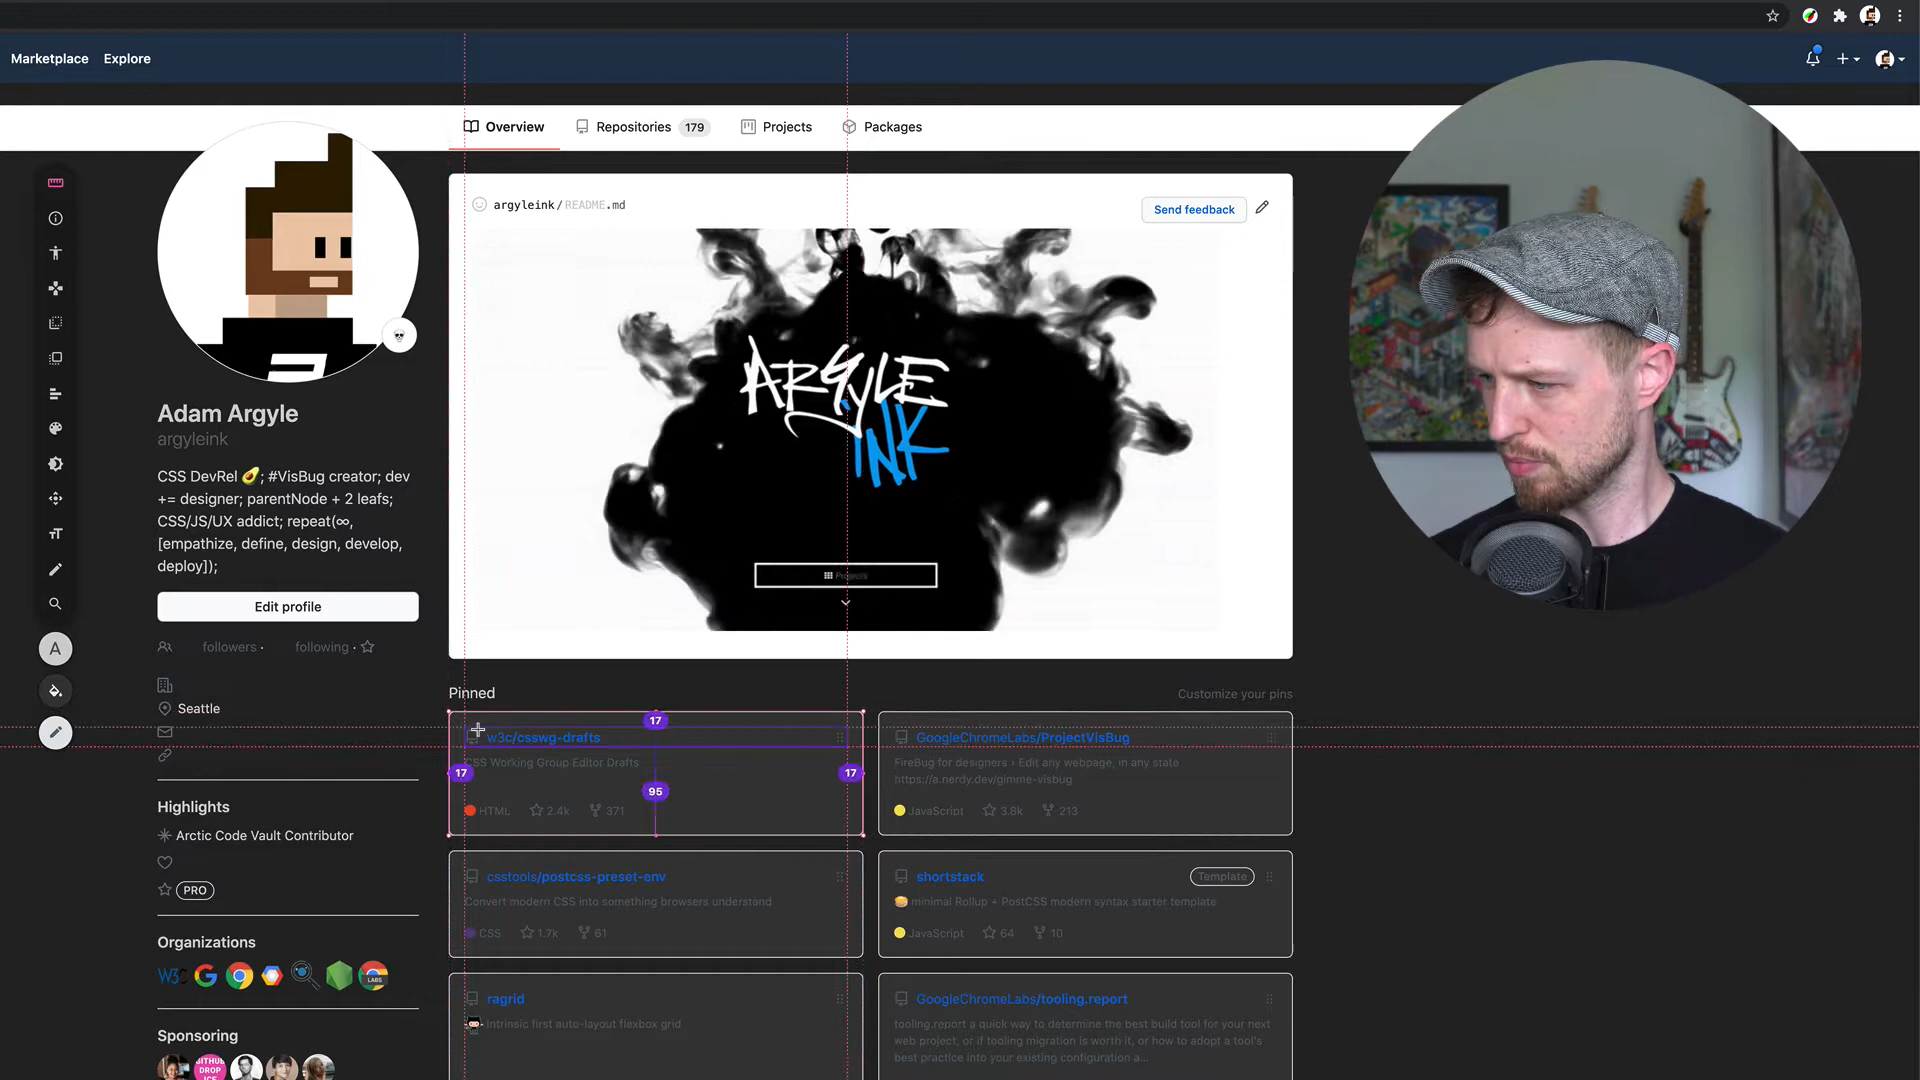 Marketplace Explore
Overview Repositories 179 Projects Packages
argyleink/README.md
Send feedback
ARGYLE
INK
Projects
Adam Argyle
argyleink
CSS DevRel 🥑; #VisBug creator; dev
+= designer; parentNode + 2 leafs;
CSS/JS/UX addict; repeat(∞,
[empathize, define, design, develop,
deploy]);
Edit profile
followers · following ·
Seattle
Highlights
Arctic Code Vault Contributor
PRO
Organizations
W3C
LABS
Sponsoring
GITHUB
DROP
ICE
A
Pinned
Customize your pins
17
w3c/csswg-drafts
CSS Working Group Editor Drafts
17
17
95
HTML 2.4k 371
GoogleChromeLabs/ProjectVisBug
FireBug for designers › Edit any webpage, in any state
https://a.nerdy.dev/gimme-visbug
JavaScript 3.8k 213
csstools/postcss-preset-env
Convert modern CSS into something browsers understand
CSS 1.7k 61
shortstack
Template
minimal Rollup + PostCSS modern syntax starter template
JavaScript 64 10
ragrid
Intrinsic first auto-layout flexbox grid
GoogleChromeLabs/tooling.report
tooling.report a quick way to determine the best build tool for your next
web project, or if tooling migration is worth it, or how to adopt a tool's
best practice into your existing configuration a...